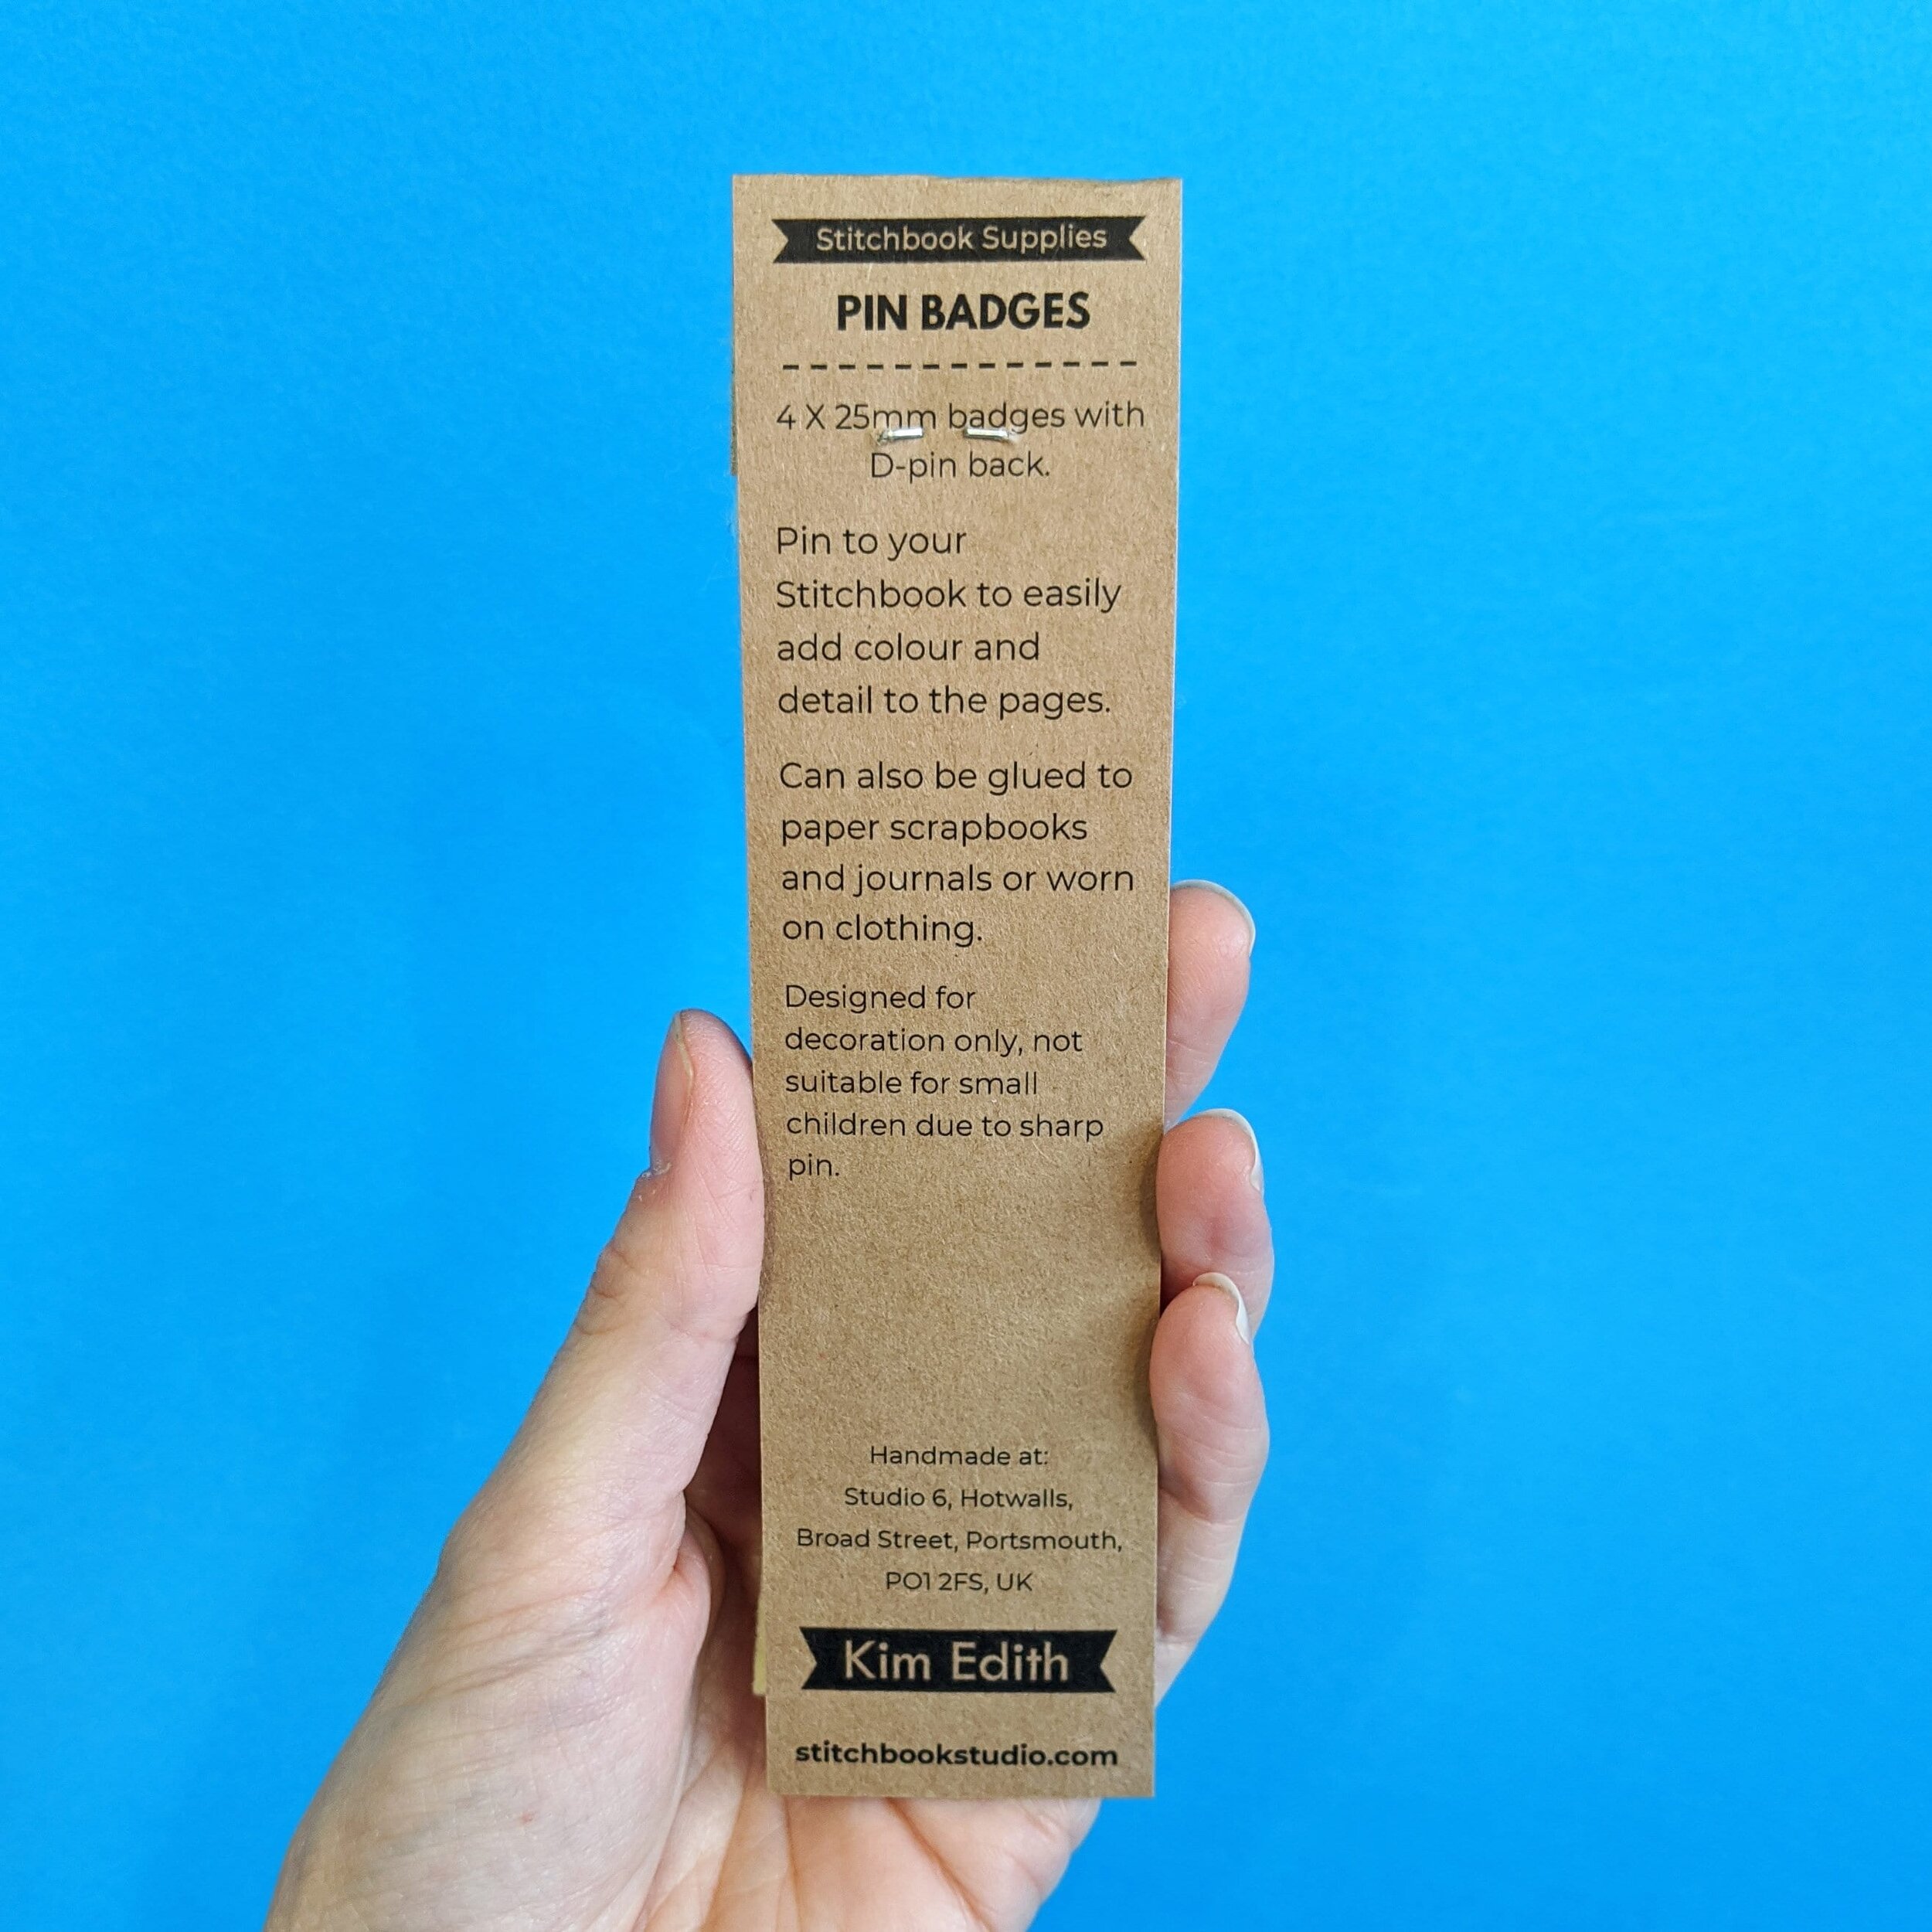 Stitchbook Supplies
PIN BADGES
4 X 25mm badges with
D-pin back.
Pin to your
Stitchbook to easily
add colour and
detail to the pages.
Can also be glued to
paper scrapbooks
and journals or worn
on clothing.
Designed for
decoration only, not
suitable for small
children due to sharp
pin.
Handmade at:
Studio 6, Hotwalls,
Broad Street, Portsmouth,
PO1 2FS, UK
Kim Edith
stitchbookstudio.com